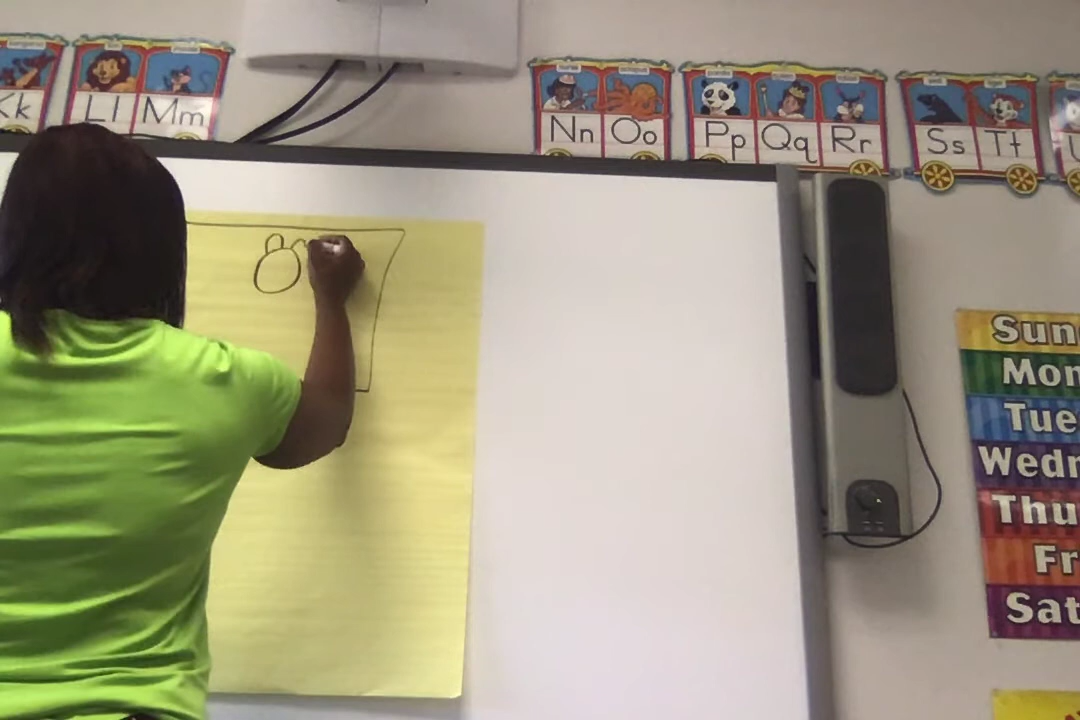 Kk Ll Mm Nn Oo Pp Qq Rr Ss Tt
Sun
Mon
Tue
Wedn
Thu
Fr
Sat